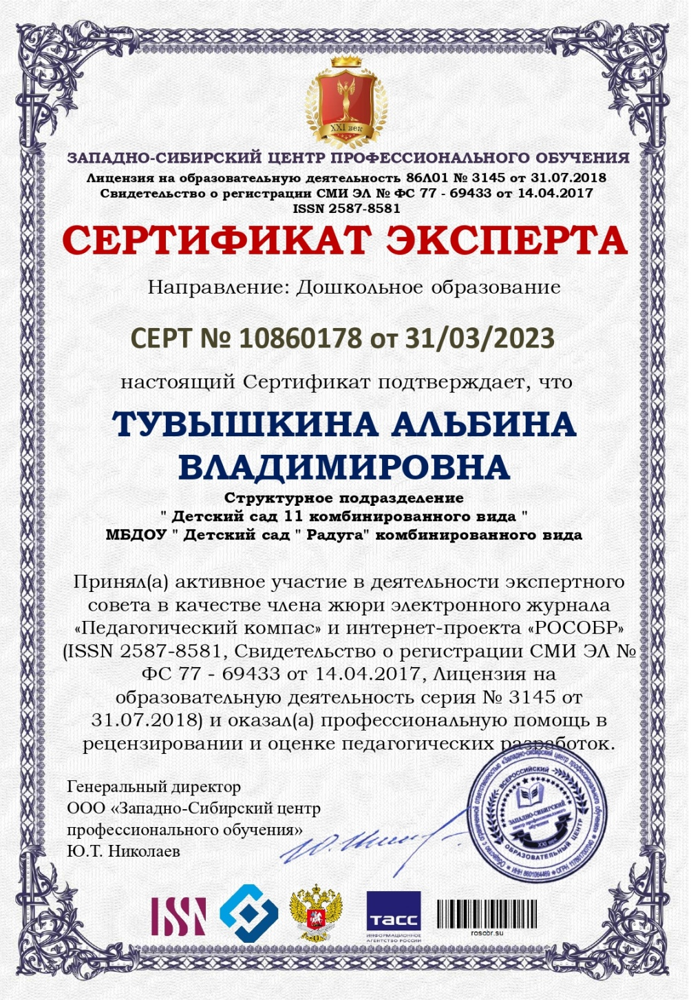 XXI век
ЗАПАДНО-СИБИРСКИЙ ЦЕНТР ПРОФЕССИОНАЛЬНОГО ОБУЧЕНИЯ
Лицензия на образовательную деятельность 86Л01 № 3145 от 31.07.2018
Свидетельство о регистрации СМИ ЭЛ № ФС 77 - 69433 от 14.04.2017
ISSN 2587-8581
СЕРТИФИКАТ ЭКСПЕРТА
Направление: Дошкольное образование
СЕРТ № 10860178 от 31/03/2023
настоящий Сертификат подтверждает, что
ТУВЫШКИНА АЛЬБИНА
ВЛАДИМИРОВНА
Структурное подразделение
" Детский сад 11 комбинированного вида "
МБДОУ " Детский сад " Радуга" комбинированного вида
Принял(а) активное участие в деятельности экспертного
совета в качестве члена жюри электронного журнала
«Педагогический компас» и интернет-проекта «РОСОБР»
(ISSN 2587-8581, Свидетельство о регистрации СМИ ЭЛ №
ФС 77 - 69433 от 14.04.2017, Лицензия на
образовательную деятельность серия № 3145 от
31.07.2018) и оказал(а) профессиональную помощь в
рецензировании и оценке педагогических разработок.
Генеральный директор
ООО «Западно-Сибирский центр
профессионального обучения»
Ю.Т. Николаев
ВСЕРОССИЙСКИЙ
ЗАПАДНО-СИБИРСКИЙ
центр профессионального
обучения
XXI век
ОБРАЗОВАТЕЛЬНЫЙ ЦЕНТР
ISSN
ТАСС
ИНФОРМАЦИОННОЕ
АГЕНТСТВО РОССИИ
rosobr.su